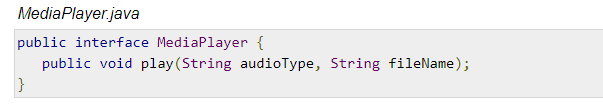 MediaPlayer.java
public interface MediaPlayer {
   public void play(String audioType, String fileName);
}